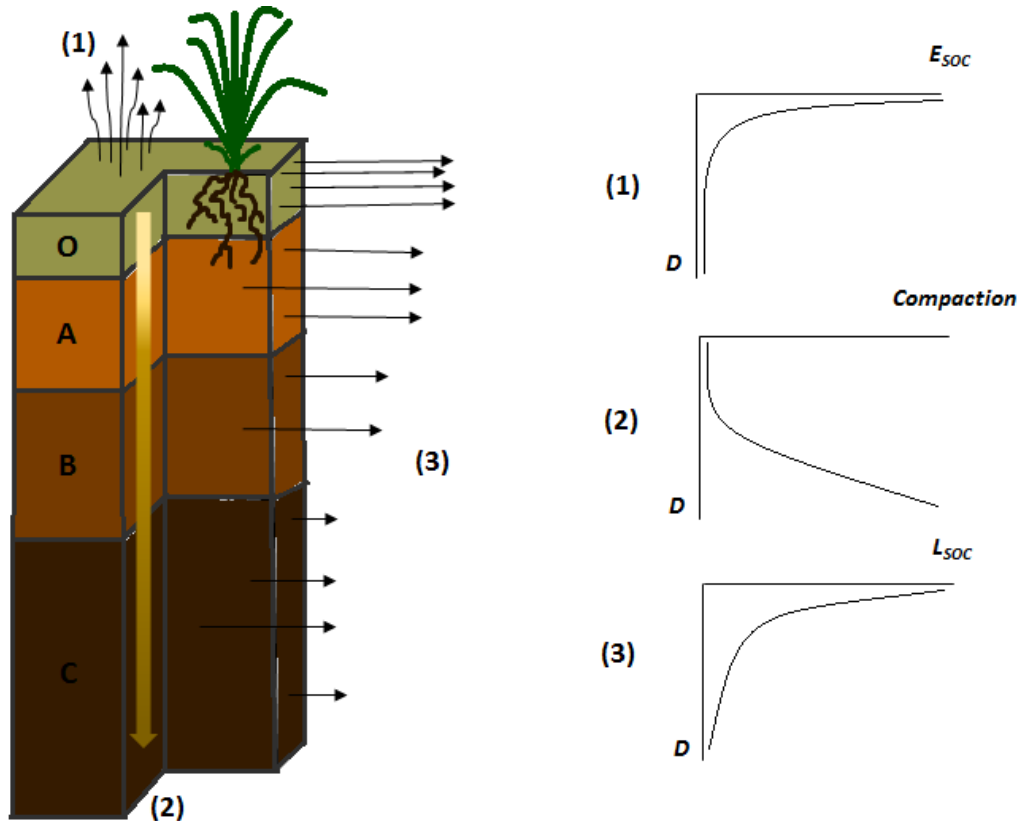 (1)
O
A
B
C
(2)
(3)
E_SOC
(1)
D
Compaction
(2)
D
L_SOC
(3)
D